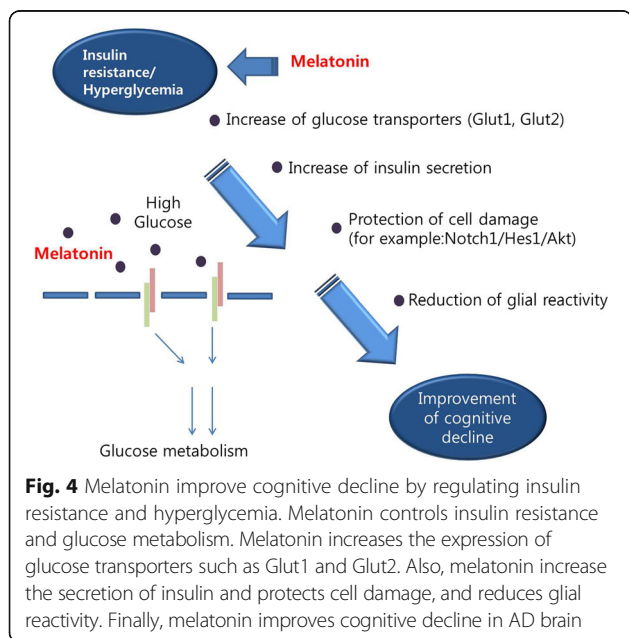 Insulin
resistance/
Hyperglycemia
Melatonin
● Increase of glucose transporters (Glut1, Glut2)
● Increase of insulin secretion
High
Glucose
● Protection of cell damage
(for example:Notch1/Hes1/Akt)
Melatonin
● Reduction of glial reactivity
Improvement
of cognitive
decline
Glucose metabolism
Fig. 4 Melatonin improve cognitive decline by regulating insulin
resistance and hyperglycemia. Melatonin controls insulin resistance
and glucose metabolism. Melatonin increases the expression of
glucose transporters such as Glut1 and Glut2. Also, melatonin increase
the secretion of insulin and protects cell damage, and reduces glial
reactivity. Finally, melatonin improves cognitive decline in AD brain